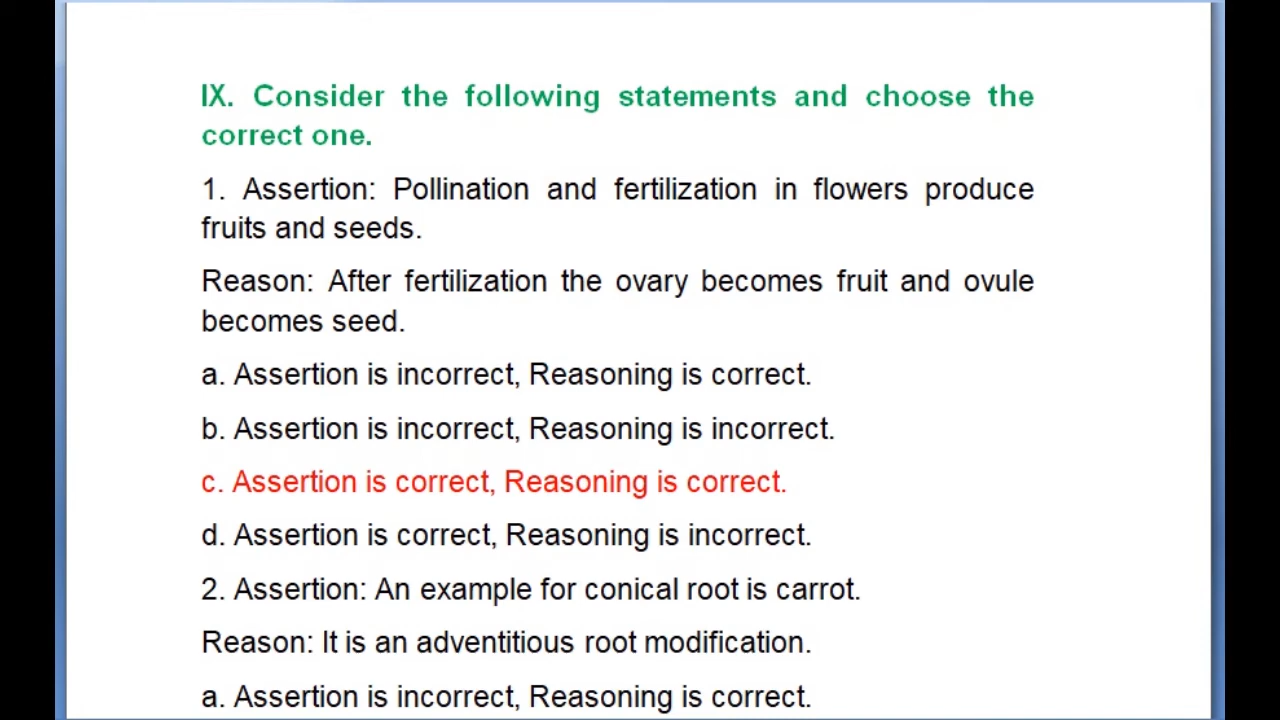 IX. Consider the following statements and choose the
correct one.
1. Assertion: Pollination and fertilization in flowers produce
fruits and seeds.
Reason: After fertilization the ovary becomes fruit and ovule
becomes seed.
a. Assertion is incorrect, Reasoning is correct.
b. Assertion is incorrect, Reasoning is incorrect.
c. Assertion is correct, Reasoning is correct.
d. Assertion is correct, Reasoning is incorrect.
2. Assertion: An example for conical root is carrot.
Reason: It is an adventitious root modification.
a. Assertion is incorrect, Reasoning is correct.